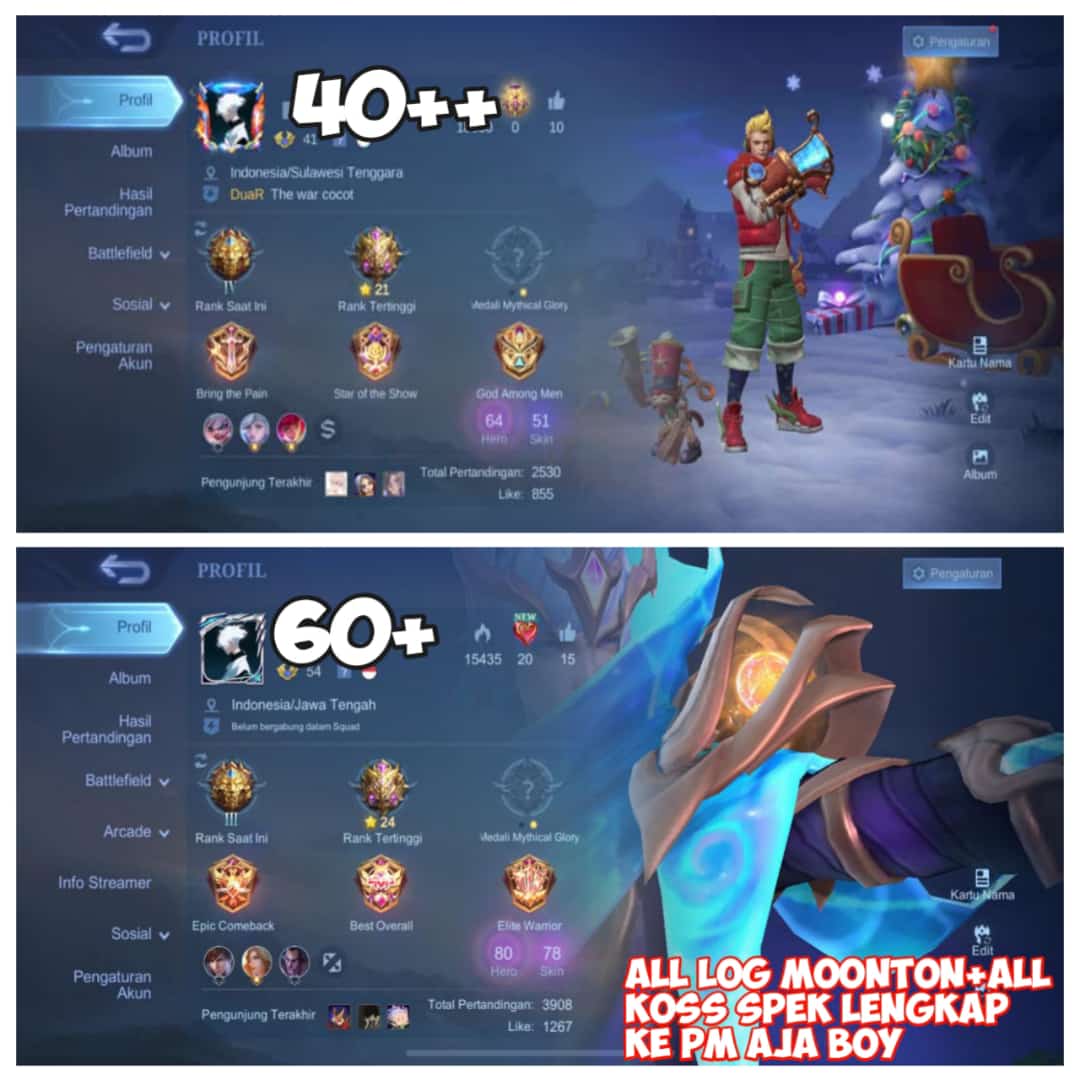 PROFIL
Pengaturan
Profil
40++
0
10
41
Album
Indonesia/Sulawesi Tenggara
DuaR The war cocot
Hasil
Pertandingan
Battlefield
IV
21
Rank Saat Ini
Rank Tertinggi
Medali Mythical Glory
Sosial
Pengaturan
Akun
Bring the Pain
Star of the Show
God Among Men
64
51
Hero
Skin
Kartu Nama
Edit
Album
Pengunjung Terakhir
Total Pertandingan: 2530
Like: 855
PROFIL
Pengaturan
Profil
60+
NEW
15435
20
15
54
Album
Indonesia/Jawa Tengah
Belum bergabung dalam Squad
Hasil
Pertandingan
Battlefield
III
24
Rank Saat Ini
Rank Tertinggi
Medali Mythical Glory
Arcade
Info Streamer
Sosial
Pengaturan
Akun
Epic Comeback
Best Overall
Elite Warrior
80
78
Hero
Skin
Kartu Nama
Edit
Pengunjung Terakhir
Total Pertandingan: 3908
Like: 1267
ALL LOG MOONTON+ALL
KOSS SPEK LENGKAP
KE PM AJA BOY